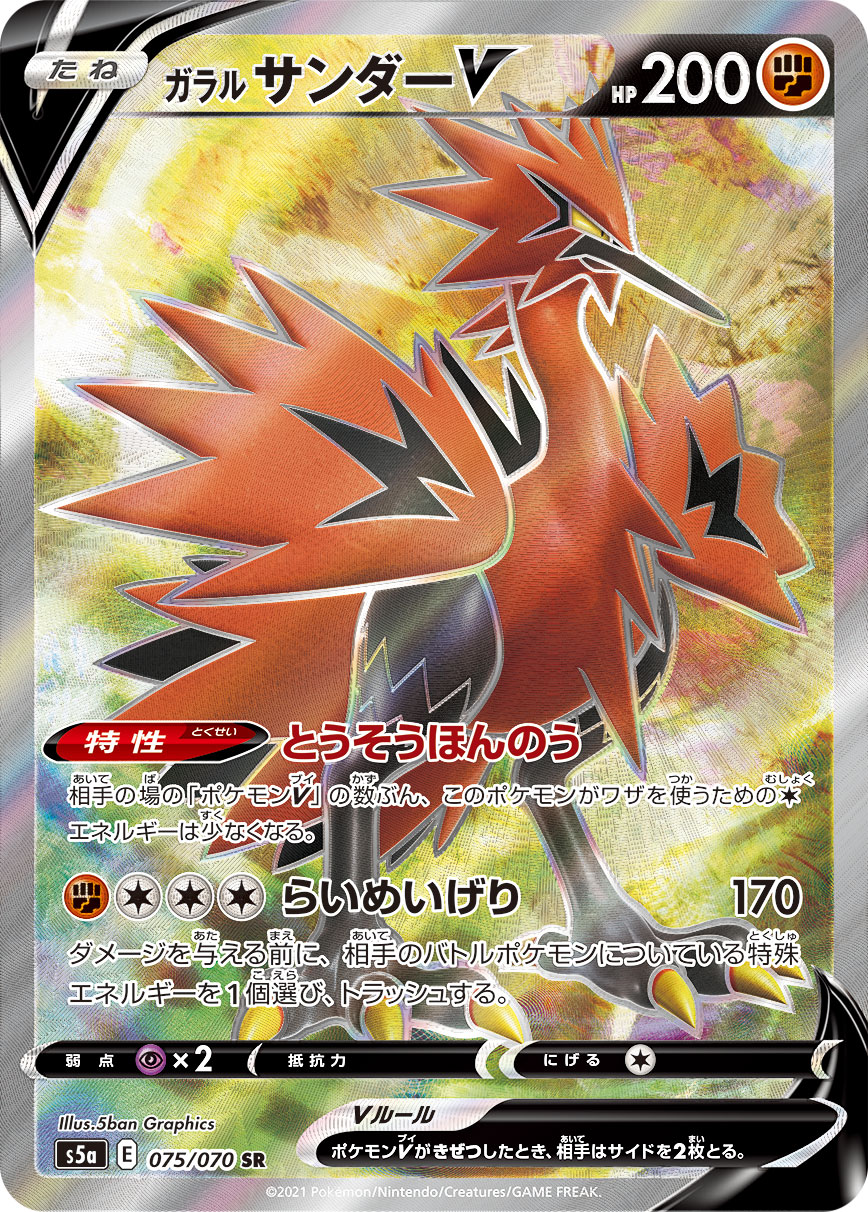 たね
ガラル サンダーV HP 200
特性 とくせい とうそうほんのう
相手の場の「ポケモンV」の数ぶん、このポケモンがワザを使うための
エネルギーは少なくなる。
らいめいげり 170
ダメージを与える前に、相手のバトルポケモンについている特殊
エネルギーを1個選び、トラッシュする。
弱点 ×2 抵抗力 にげる
Illus.5ban Graphics
Vルール
ポケモンVがきぜつしたとき、相手はサイドを2枚とる。
s5a E 075/070 SR
©2021 Pokémon/Nintendo/Creatures/GAME FREAK.